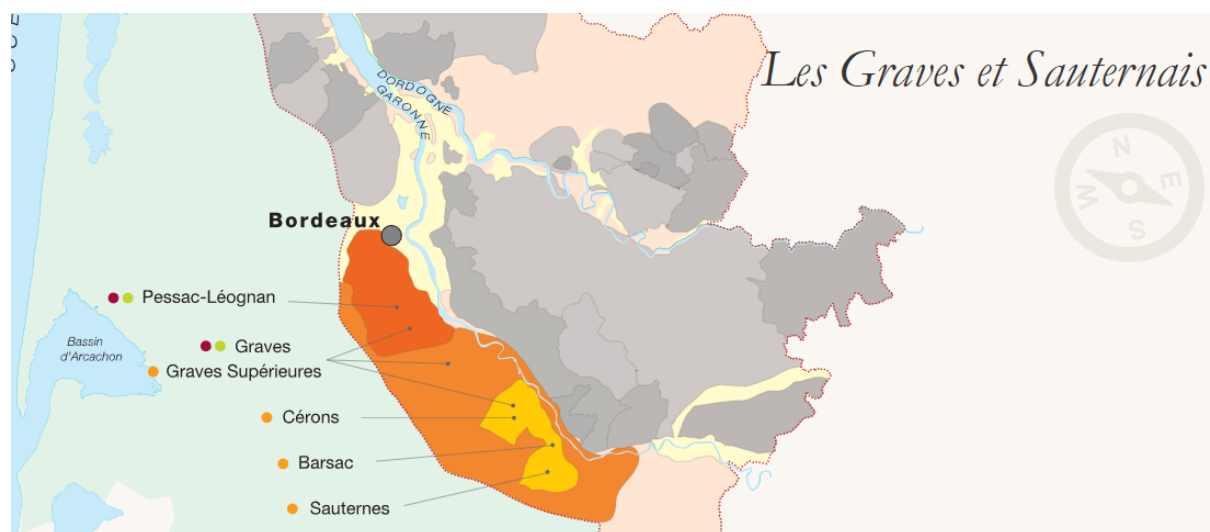 Les Graves et Sauternais
DORDOGNE
GARONNE
N
E
S
W
Bordeaux
Pessac-Léognan
Graves
Graves Supérieures
Bassin
d'Arcachon
Cérons
Barsac
Sauternes